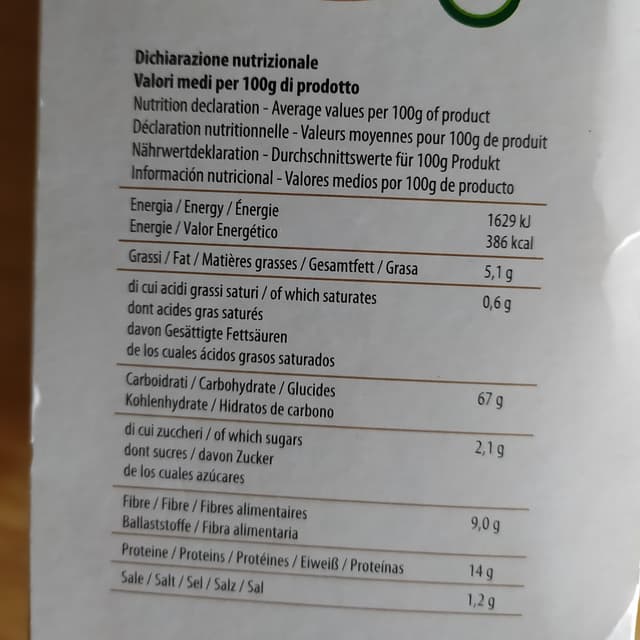 Dichiarazione nutrizionale
Valori medi per 100g di prodotto
Nutrition declaration - Average values per 100g of product
Déclaration nutritionnelle - Valeurs moyennes pour 100g de produit
Nährwertdeklaration - Durchschnittswerte für 100g Produkt
Información nutricional - Valores medios por 100g de producto
Energia / Energy / Énergie 1629 kJ
Energie / Valor Energético 386 kcal
Grassi / Fat / Matières grasses / Gesamtfett / Grasa 5,1 g
di cui acidi grassi saturi / of which saturates 0,6 g
dont acides gras saturés
davon Gesättigte Fettsäuren
de los cuales ácidos grasos saturados
Carboidrati / Carbohydrate / Glucides 67 g
Kohlenhydrate / Hidratos de carbono
di cui zuccheri / of which sugars 2,1 g
dont sucres / davon Zucker
de los cuales azúcares
Fibre / Fibre / Fibres alimentaires 9,0 g
Ballaststoffe / Fibra alimentaria
Proteine / Proteins / Protéines / Eiweiß / Proteínas 14 g
Sale / Salt / Sel / Salz / Sal 1,2 g